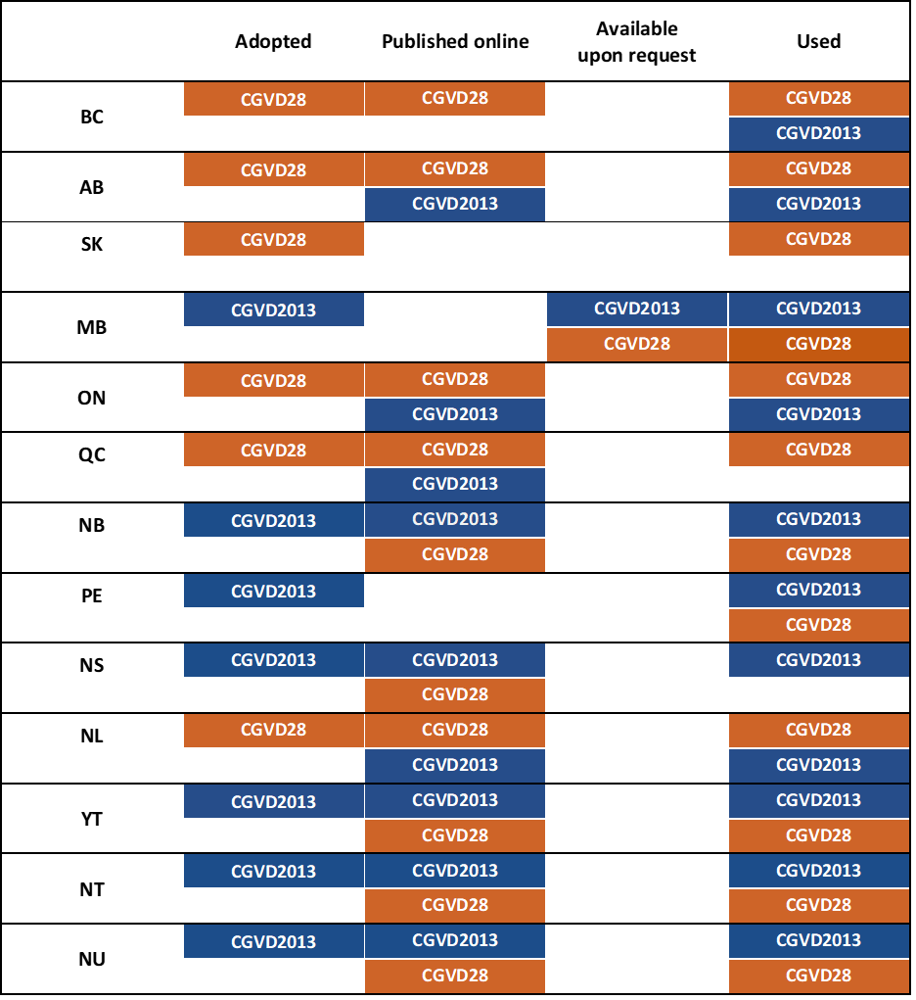 Adopted Published online Available upon request Used
BC CGVD28 CGVD28 CGVD28
CGVD2013
AB CGVD28 CGVD28 CGVD28
CGVD2013 CGVD2013
SK CGVD28 CGVD28
MB CGVD2013 CGVD2013 CGVD2013
CGVD28 CGVD28
ON CGVD28 CGVD28 CGVD28
CGVD2013 CGVD2013
QC CGVD28 CGVD28 CGVD28
CGVD2013
NB CGVD2013 CGVD2013 CGVD2013
CGVD28 CGVD28
PE CGVD2013 CGVD2013
CGVD28
NS CGVD2013 CGVD2013 CGVD2013
CGVD28
NL CGVD28 CGVD28 CGVD28
CGVD2013 CGVD2013
YT CGVD2013 CGVD2013 CGVD2013
CGVD28 CGVD28
NT CGVD2013 CGVD2013 CGVD2013
CGVD28 CGVD28
NU CGVD2013 CGVD2013 CGVD2013
CGVD28 CGVD28